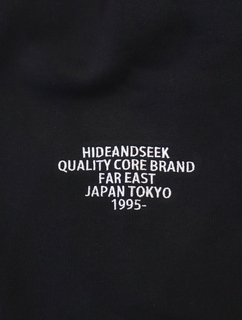 HIDEANDSEEK
QUALITY CORE BRAND
FAR EAST
JAPAN TOKYO
1995-